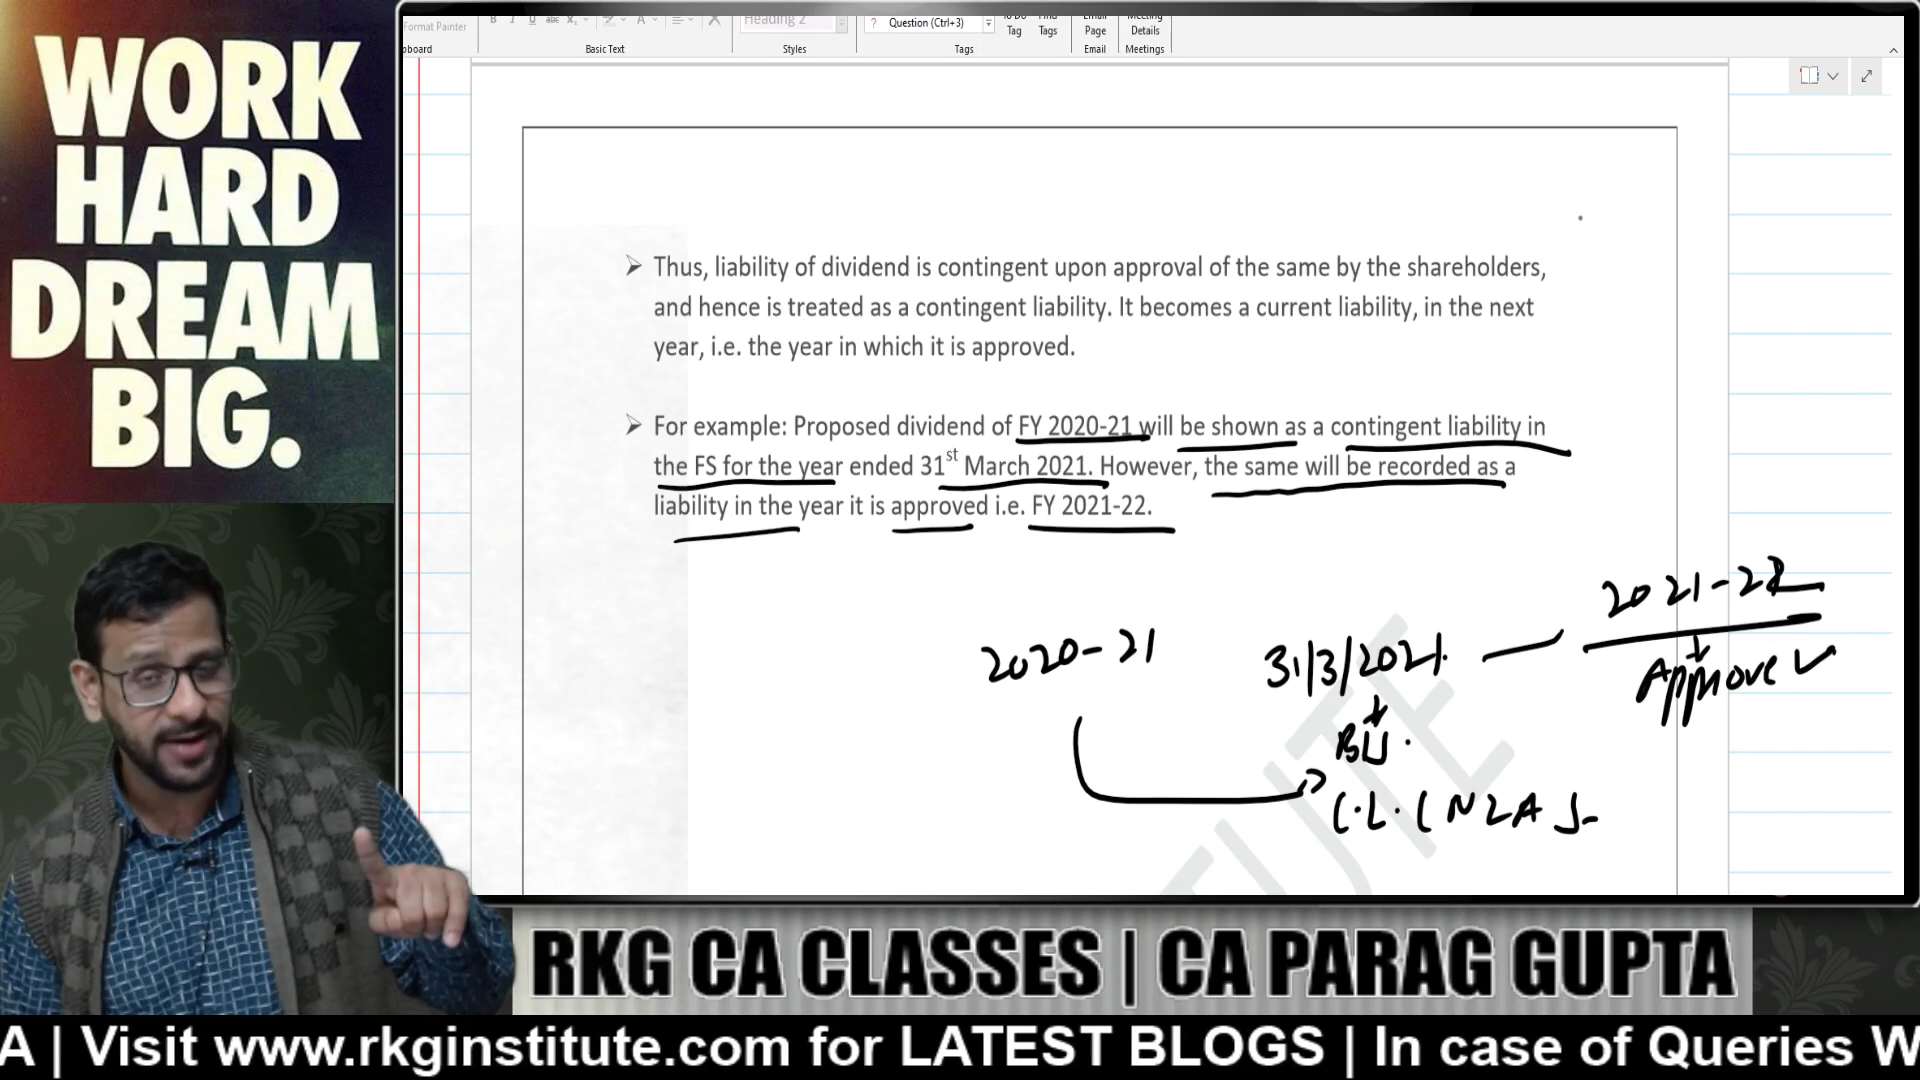 WORK
HARD
DREAM
BIG.
Format Painter
Heading 2
? Question (Ctrl+3)
Tag
Find
Tags
Email
Page
Meeting
Details
Basic Text
Styles
Tags
Email
Meetings
➢ Thus, liability of dividend is contingent upon approval of the same by the shareholders,
and hence is treated as a contingent liability. It becomes a current liability, in the next
year, i.e. the year in which it is approved.
➢ For example: Proposed dividend of FY 2020-21 will be shown as a contingent liability in
the FS for the year ended 31st March 2021. However, the same will be recorded as a
liability in the year it is approved i.e. FY 2021-22.
2021-22
2020-21
31/3/2021.
Approve
RKG CA CLASSES | CA PARAG GUPTA
A | Visit www.rkginstitute.com for LATEST BLOGS | In case of Queries W